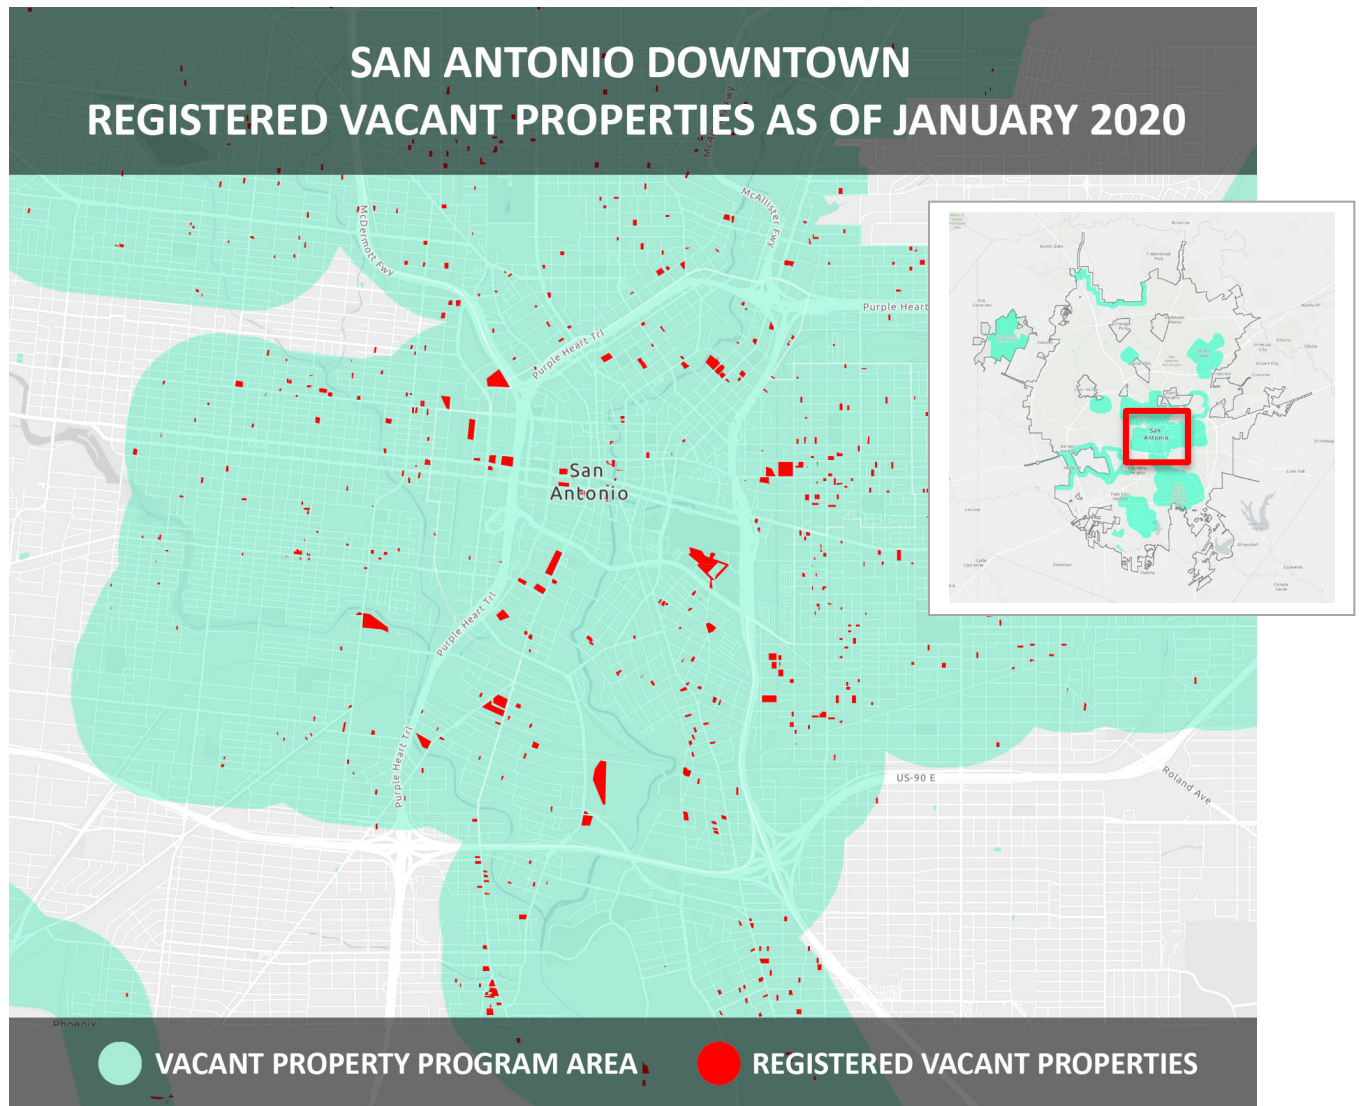 SAN ANTONIO DOWNTOWN
REGISTERED VACANT PROPERTIES AS OF JANUARY 2020
McAllister Fwy
McDermott Fwy
Purple Heart
Purple Heart Trl
San
Antonio
Purple Heart Trl
Purple Heart Trl
US-90 E
Roland Ave
Phoenix
San
Antonio
VACANT PROPERTY PROGRAM AREA
REGISTERED VACANT PROPERTIES